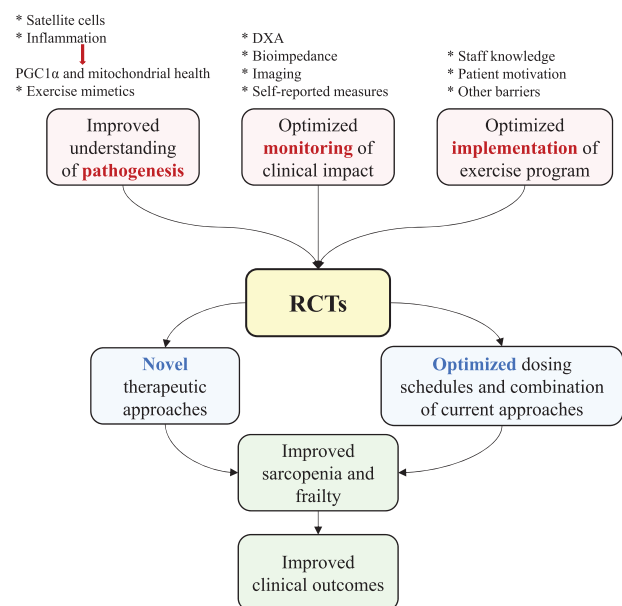 * Satellite cells
* Inflammation
PGC1α and mitochondrial health
* Exercise mimetics
* DXA
* Bioimpedance
* Imaging
* Self-reported measures
* Staff knowledge
* Patient motivation
* Other barriers
Improved
understanding
of pathogenesis
Optimized
monitoring of
clinical impact
Optimized
implementation of
exercise program
RCTs
Novel
therapeutic
approaches
Optimized dosing
schedules and combination
of current approaches
Improved
sarcopenia and
frailty
Improved
clinical outcomes